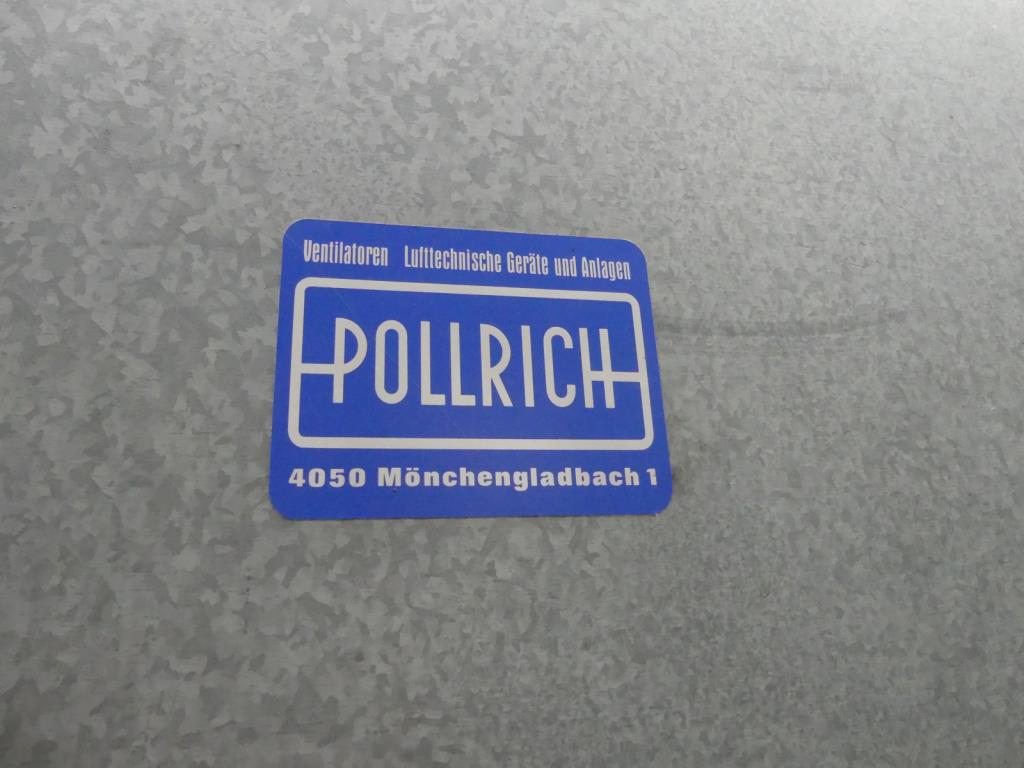 Ventilatoren Lufttechnische Geräte und Anlagen
POLLRICH
4050 Mönchengladbach 1